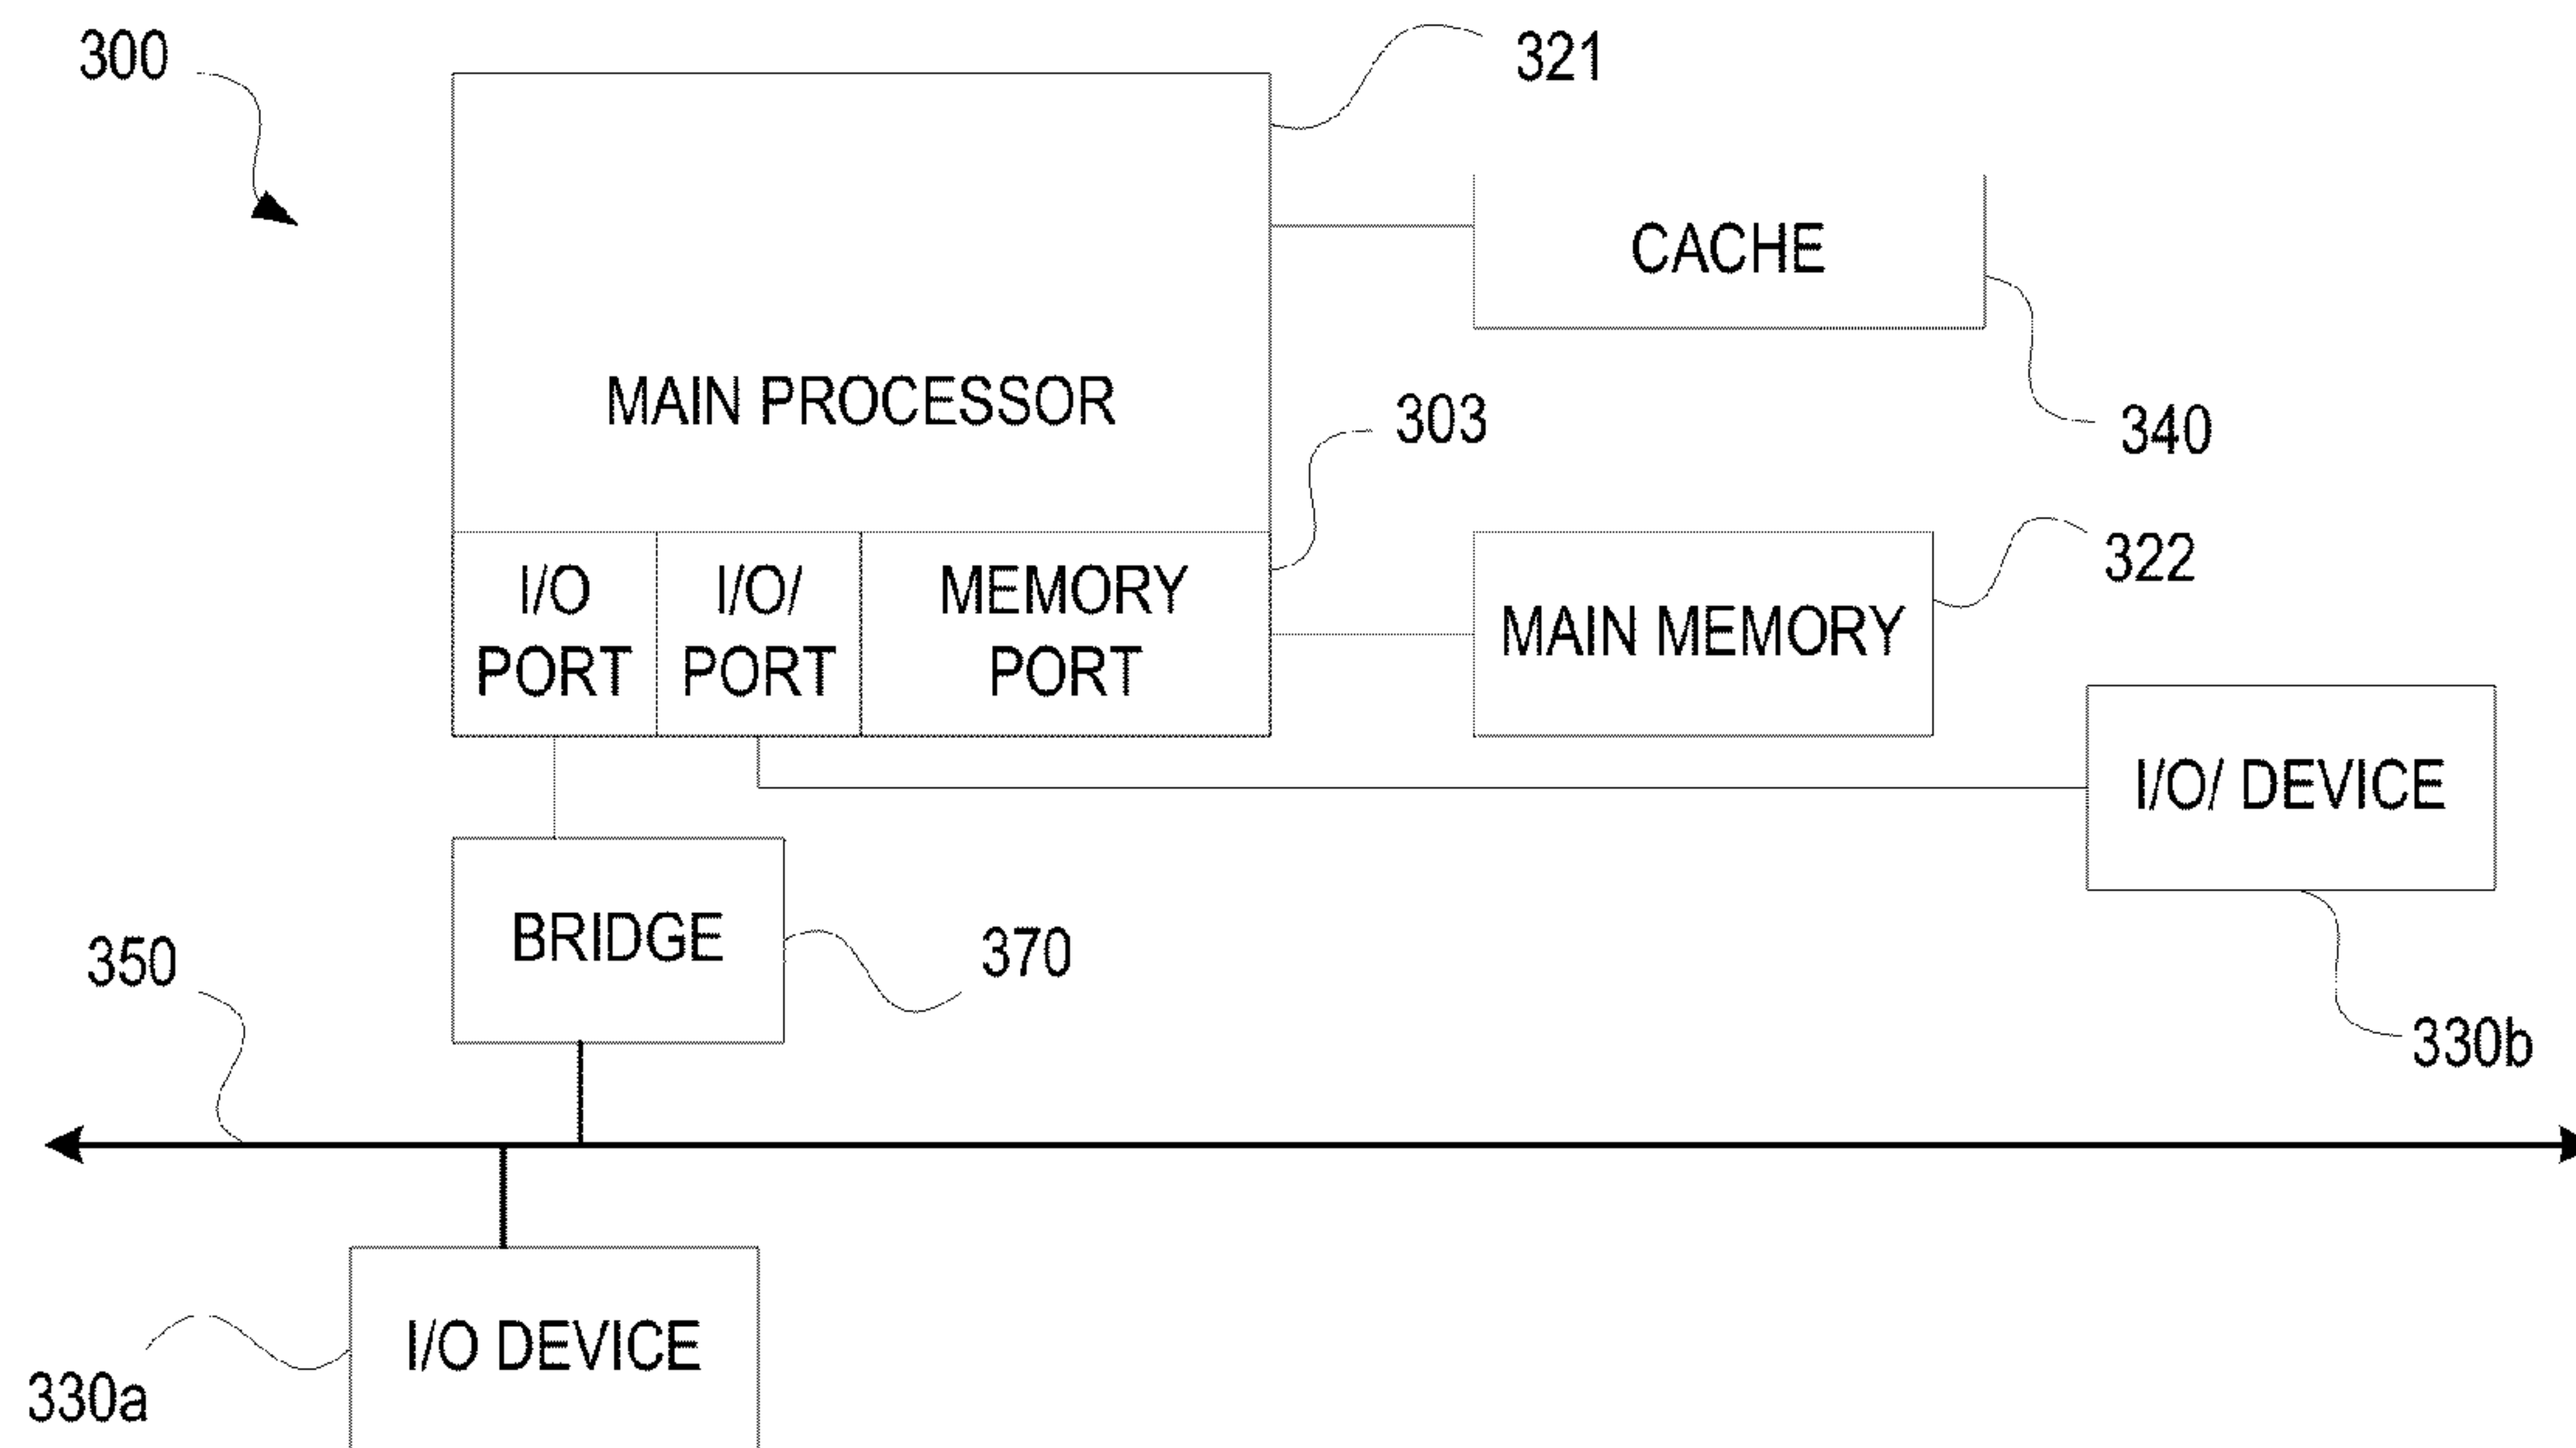 300
321
CACHE
340
MAIN PROCESSOR
303
I/O
PORT
I/O/
PORT
MEMORY
PORT
MAIN MEMORY
322
I/O/ DEVICE
330b
BRIDGE
370
350
I/O DEVICE
330a